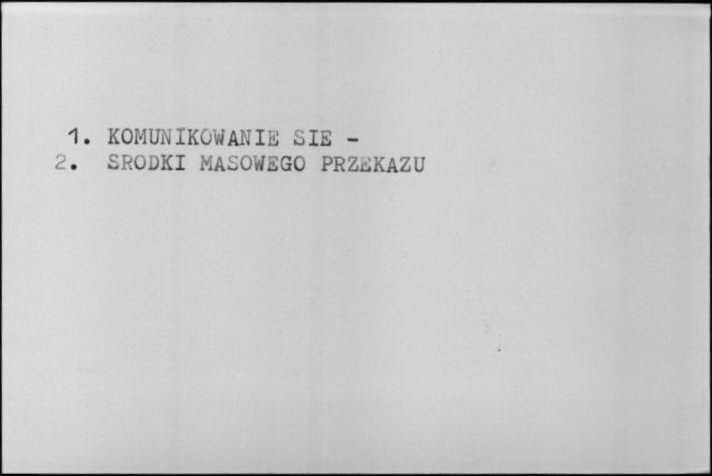 1. KOMUNIKOWANIE SIE -
2. SRODKI MASOWEGO PRZEKAZU